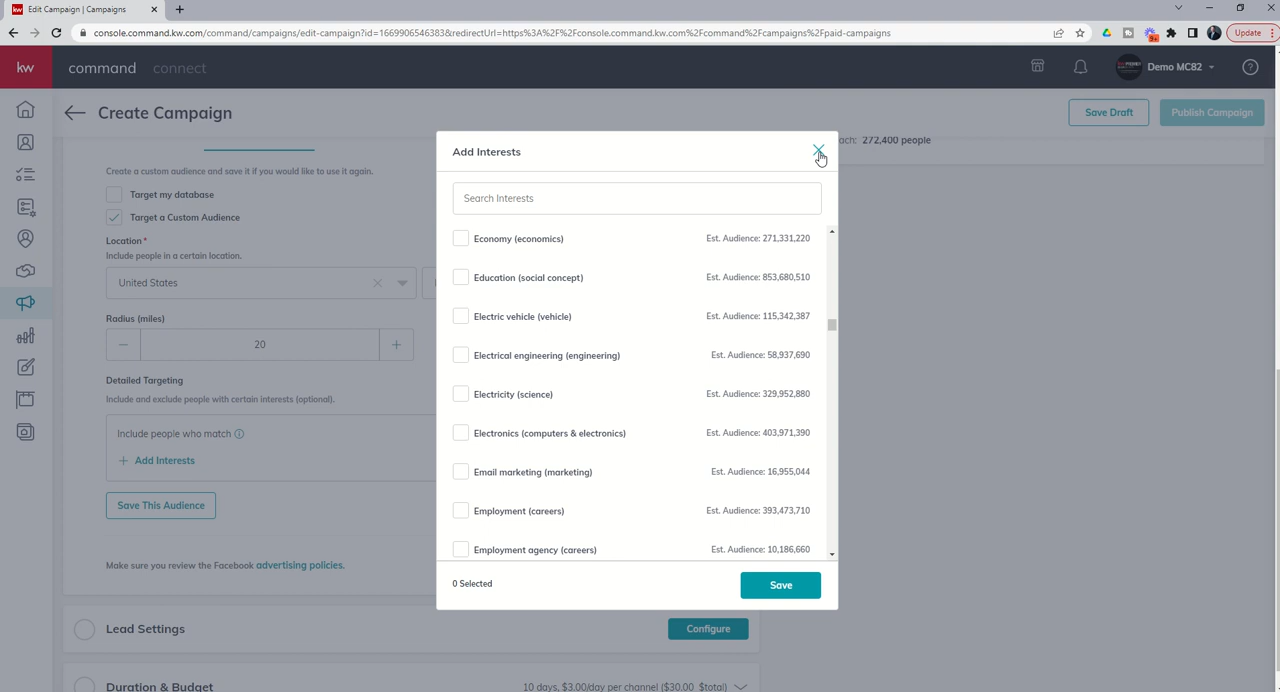 kw Edit Campaign | Campaigns
console.command.kw.com/command/campaigns/edit-campaign?id=1669906546383&redirectUrl=https%3A%2F%2Fconsole.command.kw.com%2Fcommand%2Fcampaigns%2Fpaid-campaigns
9+
Update
kw command connect
Demo MC82
Create Campaign
Save Draft
Publish Campaign
ach: 272,400 people
Create a custom audience and save it if you would like to use it again.
Target my database
Target a Custom Audience
Location*
Include people in a certain location.
United States
Radius (miles)
20
Detailed Targeting
Include and exclude people with certain interests (optional).
Include people who match
+ Add Interests
Save This Audience
Make sure you review the Facebook advertising policies.
Lead Settings
Configure
Duration & Budget
10 days, $3.00/day per channel ($30.00 $total)
Add Interests
Search Interests
Economy (economics) Est. Audience: 271,331,220
Education (social concept) Est. Audience: 853,680,510
Electric vehicle (vehicle) Est. Audience: 115,342,387
Electrical engineering (engineering) Est. Audience: 58,937,690
Electricity (science) Est. Audience: 329,952,880
Electronics (computers & electronics) Est. Audience: 403,971,390
Email marketing (marketing) Est. Audience: 16,955,044
Employment (careers) Est. Audience: 393,473,710
Employment agency (careers) Est. Audience: 10,186,660
0 Selected
Save